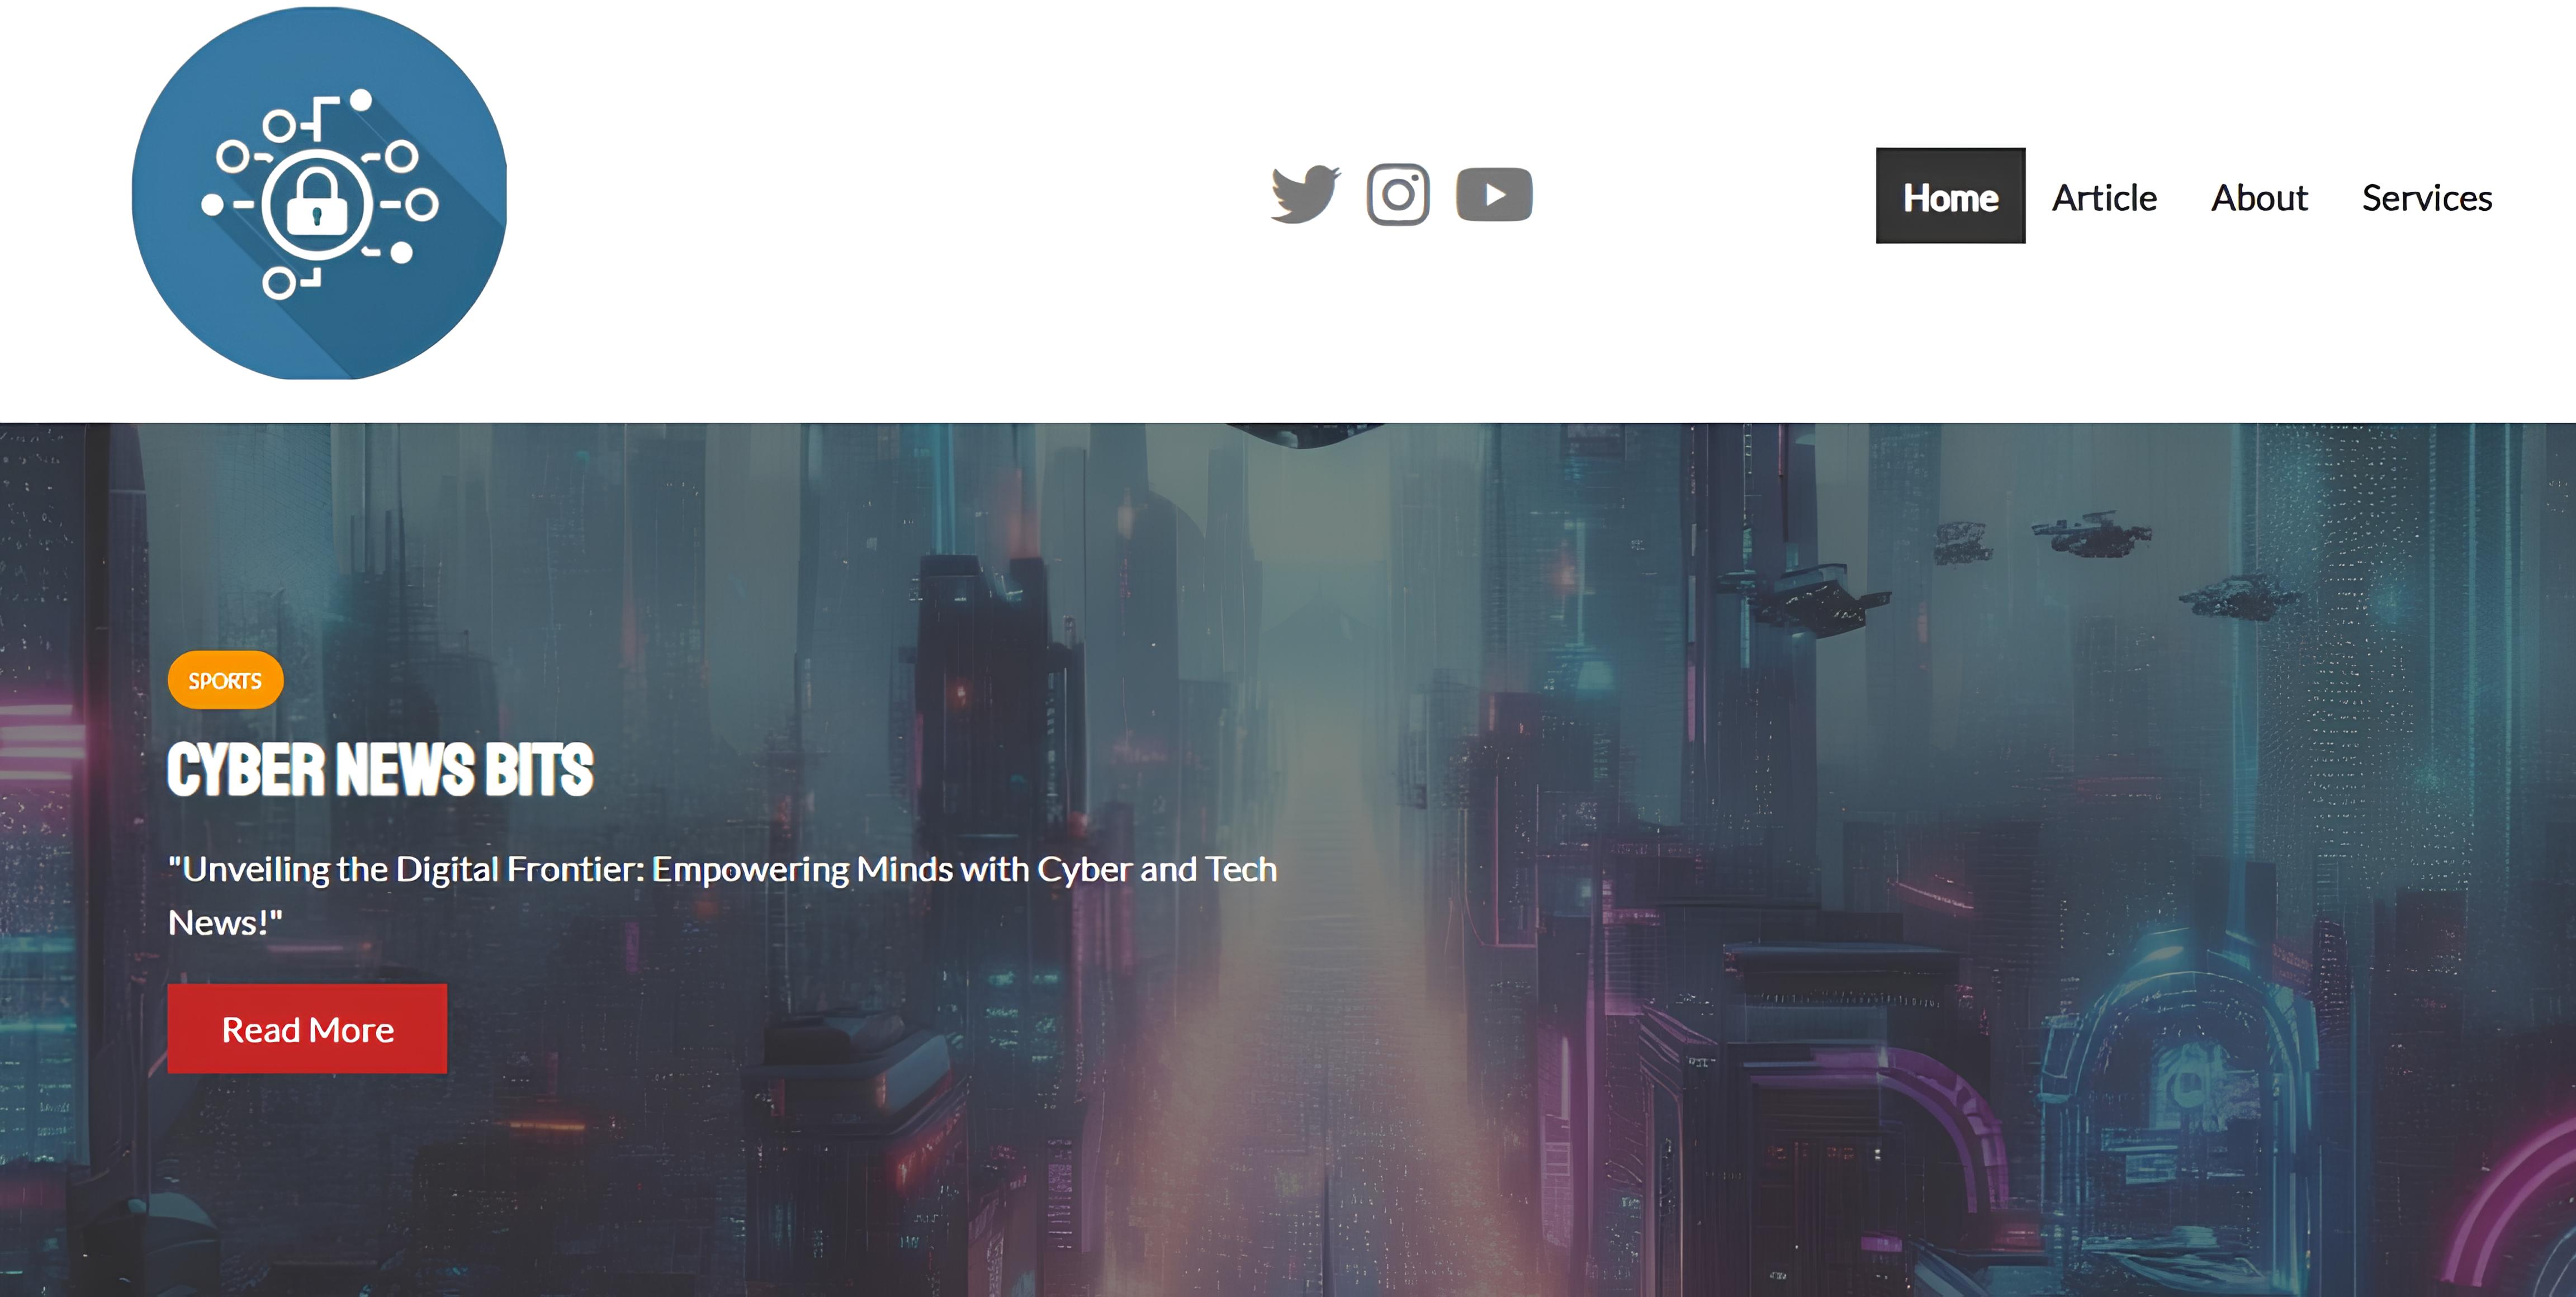 Home Article About Services
SPORTS
CYBER NEWS BITS
"Unveiling the Digital Frontier: Empowering Minds with Cyber and Tech
News!"
Read More